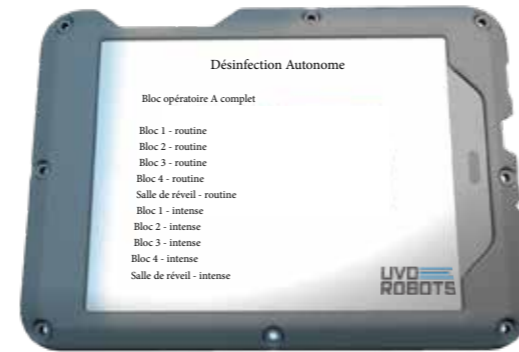 Désinfection Autonome
Bloc opératoire A complet
Bloc 1 - routine
Bloc 2 - routine
Bloc 3 - routine
Bloc 4 - routine
Salle de réveil - routine
Bloc 1 - intense
Bloc 2 - intense
Bloc 3 - intense
Bloc 4 - intense
Salle de réveil - intense
UVD
ROBOTS